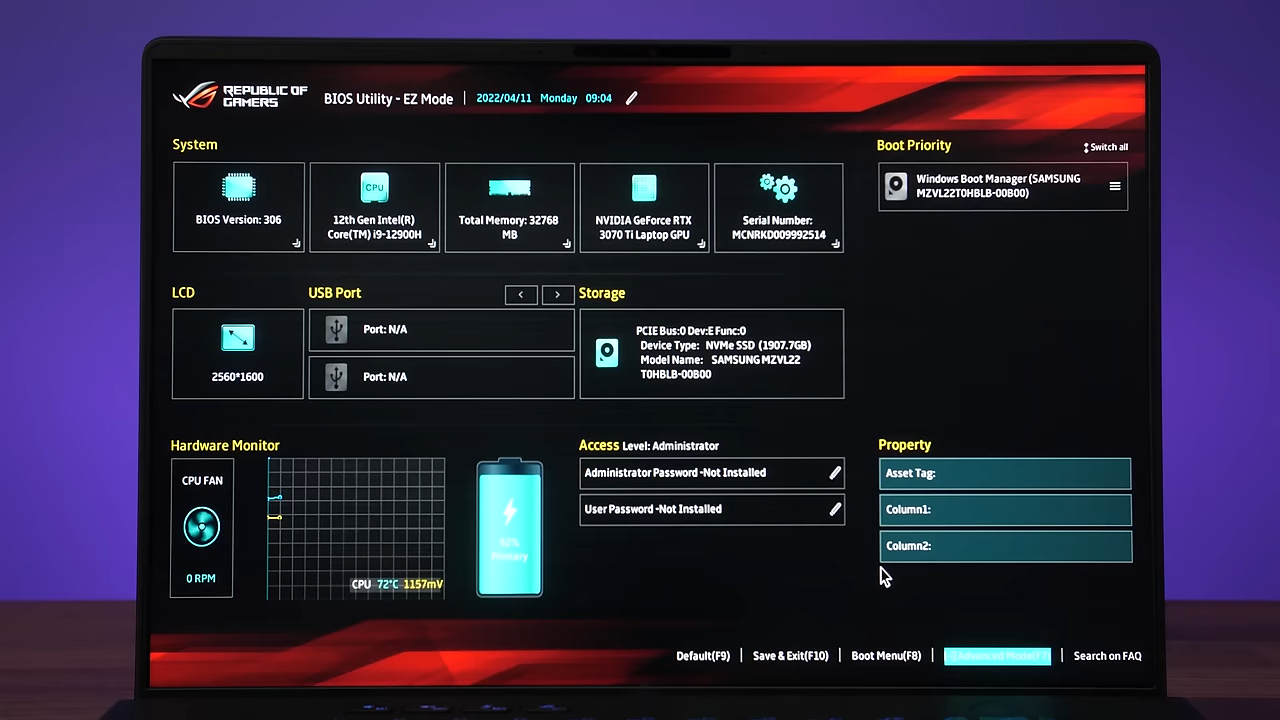 REPUBLIC OF
GAMERS
BIOS Utility - EZ Mode
2022/04/11 Monday 09:04
System
BIOS Version: 306
CPU
12th Gen Intel(R)
Core(TM) i9-12900H
Total Memory: 32768
MB
NVIDIA GeForce RTX
3070 Ti Laptop GPU
Serial Number:
MCNRKD009992514
Boot Priority
Switch all
Windows Boot Manager (SAMSUNG
MZVL22T0HBLB-00B00)
LCD
2560*1600
USB Port
<
>
Port: N/A
Port: N/A
Storage
PCIE Bus:0 Dev:E Func:0
Device Type: NVMe SSD (1907.7GB)
Model Name: SAMSUNG MZVL22
T0HBLB-00B00
Hardware Monitor
CPU FAN
0 RPM
CPU 72°C 1157mV
Primary
Access Level: Administrator
Administrator Password -Not Installed
User Password -Not Installed
Property
Asset Tag:
Column1:
Column2:
Default(F9)
Save & Exit(F10)
Boot Menu(F8)
Advanced Mode(F7)
Search on FAQ